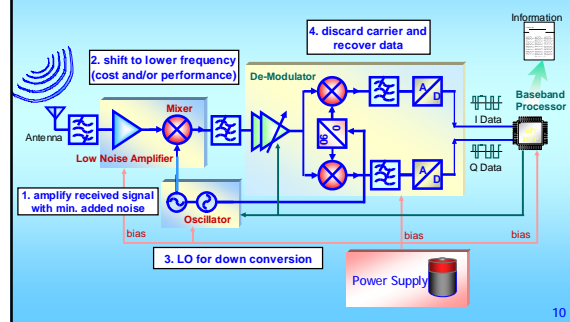 Information
4. discard carrier and
recover data
2. shift to lower frequency
(cost and/or performance)
De-Modulator
Mixer
Antenna
Low Noise Amplifier
0
90
A
D
A
D
I Data
Q Data
Baseband
Processor
1. amplify received signal
with min. added noise
Oscillator
bias
bias
bias
3. LO for down conversion
Power Supply
10